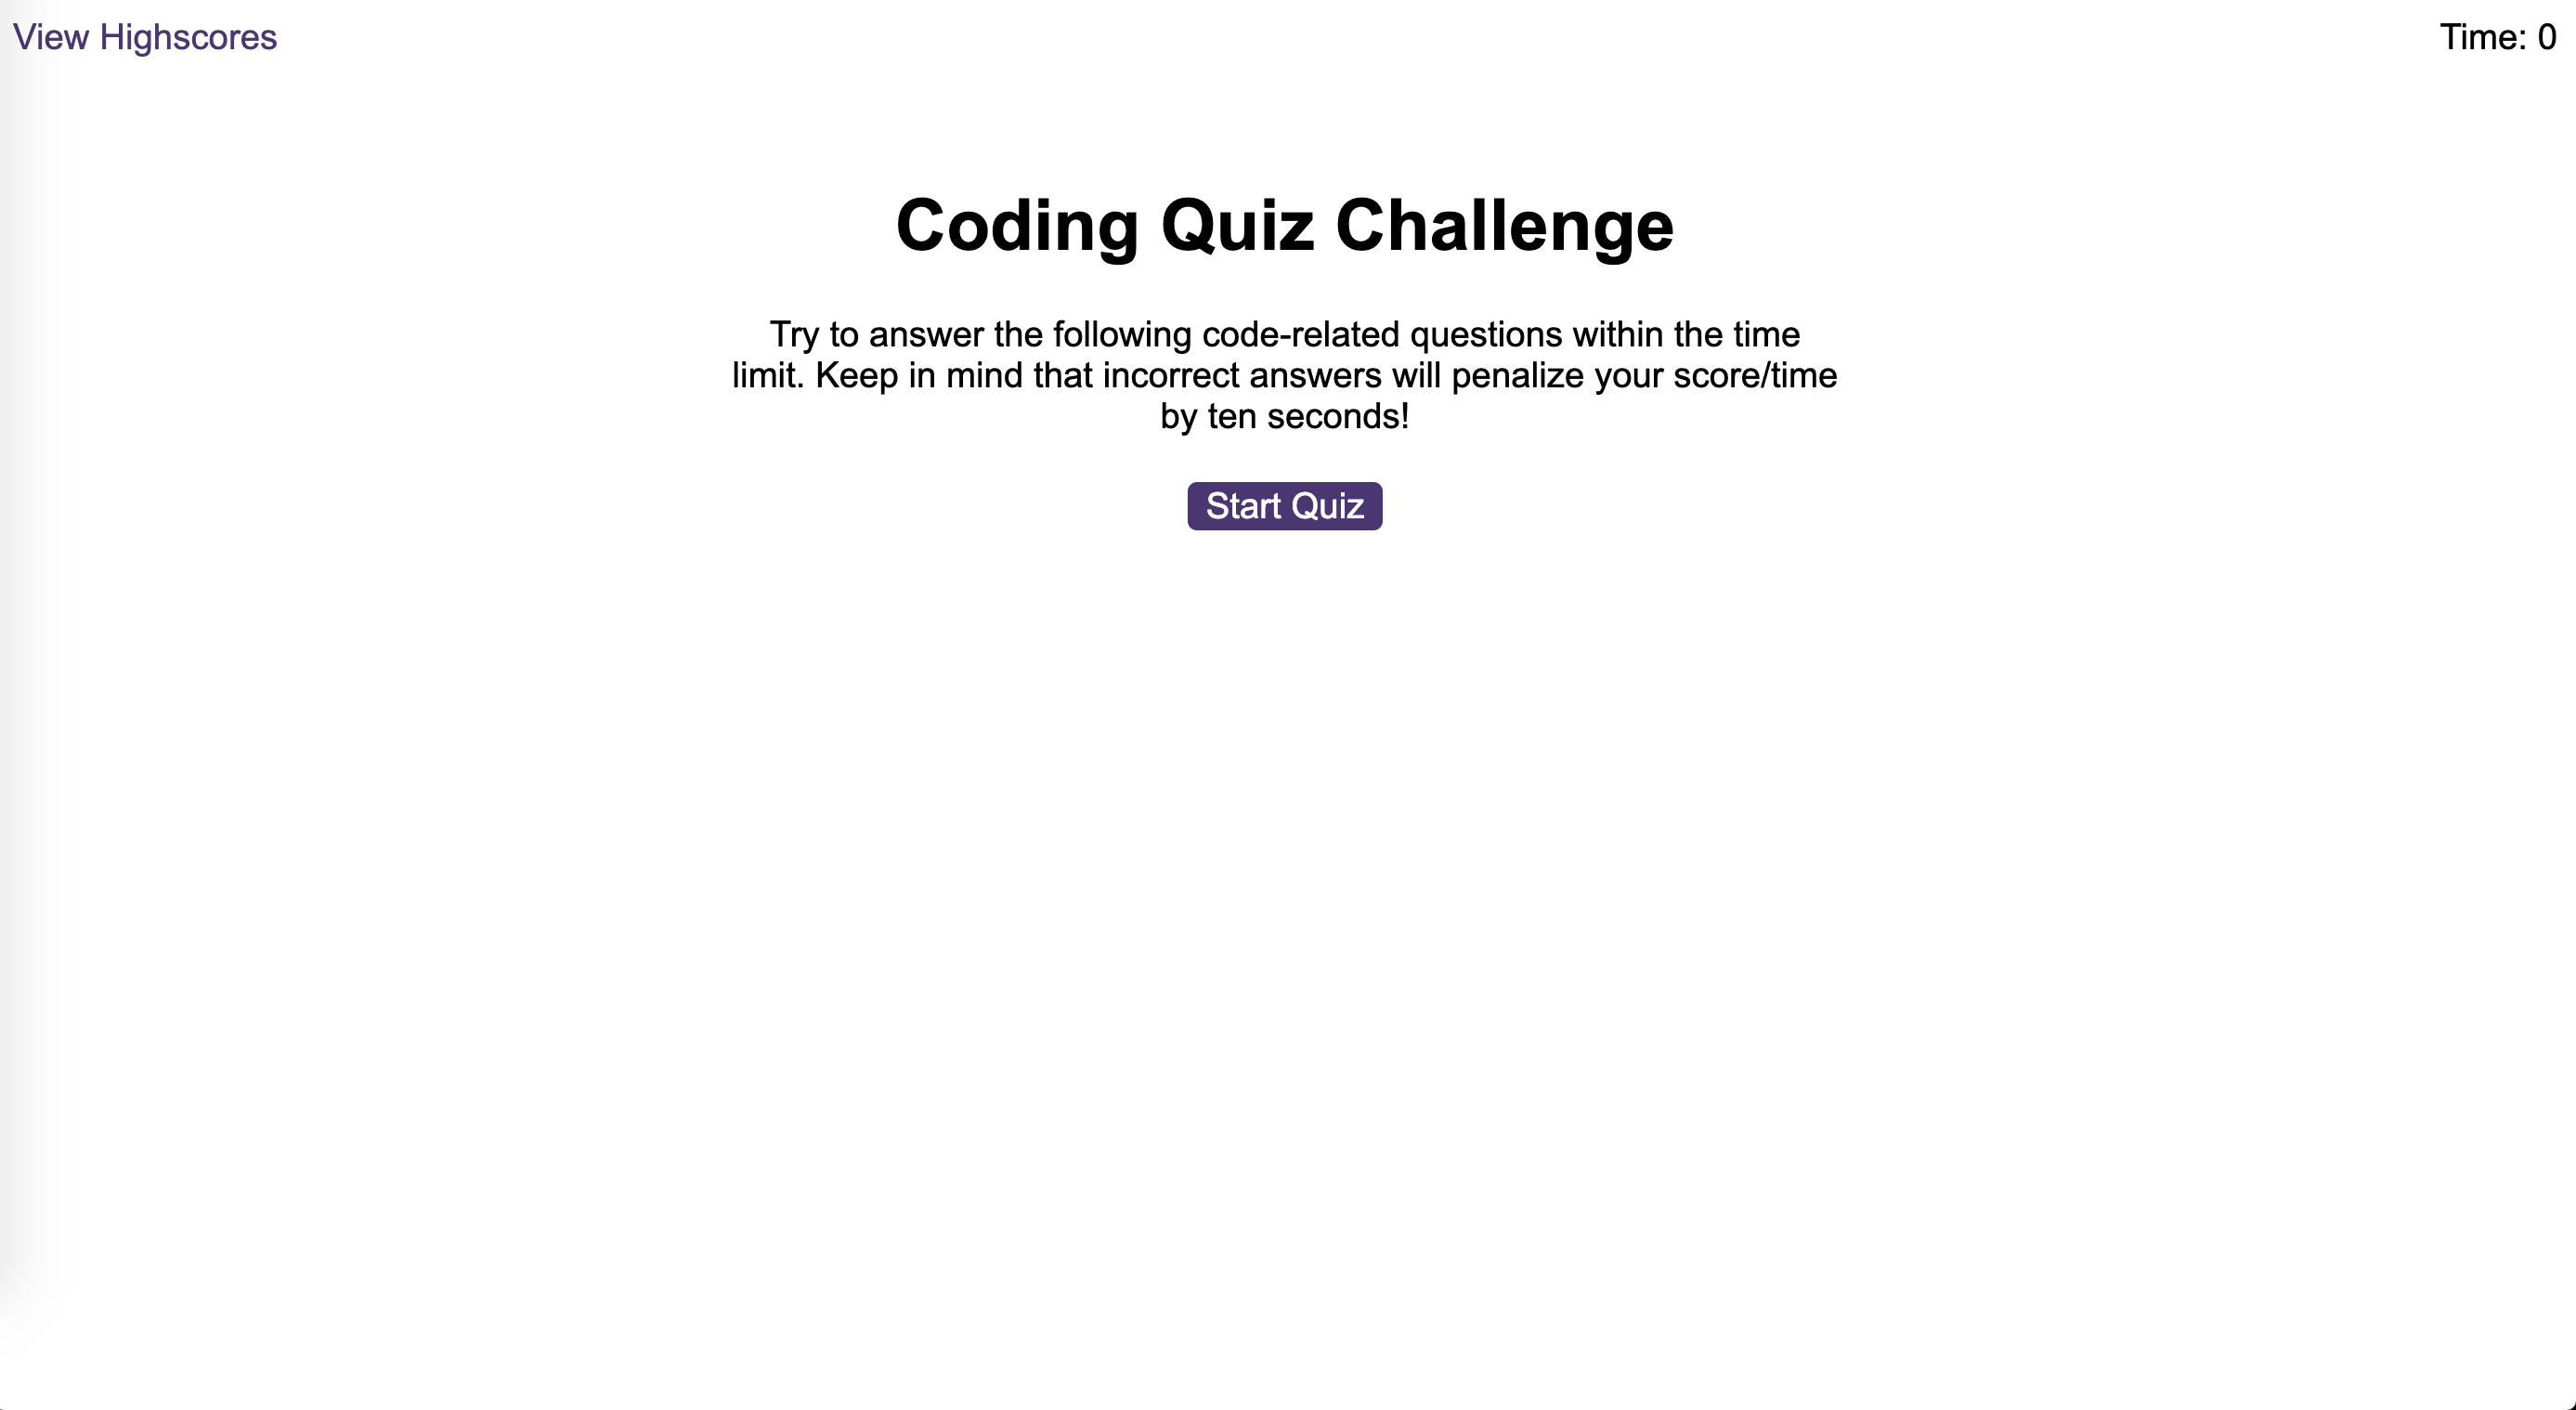 View Highscores
Time: 0
Coding Quiz Challenge
Try to answer the following code-related questions within the time
limit. Keep in mind that incorrect answers will penalize your score/time
by ten seconds!
Start Quiz